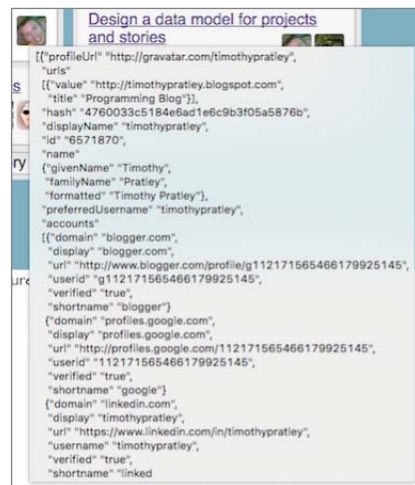 Design a data model for projects
and stories
[{"profileUrl" "http://gravatar.com/timothypratley",
"urls"
[{"value" "http://timothypratley.blogspot.com",
"title" "Programming Blog"}],
"hash" "4760033c5184e6ad1e6c9b3f05a5876b",
"displayName" "timothypratley",
"id" "6571870",
"name"
{"givenName" "Timothy",
"familyName" "Pratley",
"formatted" "Timothy Pratley"},
"preferredUsername" "timothypratley",
"accounts"
[{"domain" "blogger.com",
"display" "blogger.com",
"url" "http://www.blogger.com/profile/g112171565466179925145",
"userid" "g112171565466179925145",
"verified" "true",
"shortname" "blogger"}
{"domain" "profiles.google.com",
"display" "profiles.google.com",
"url" "http://profiles.google.com/112171565466179925145",
"userid" "112171565466179925145",
"verified" "true",
"shortname" "google"}
{"domain" "linkedin.com",
"display" "timothypratley",
"url" "https://www.linkedin.com/in/timothypratley",
"username" "timothypratley",
"verified" "true",
"shortname" "linked